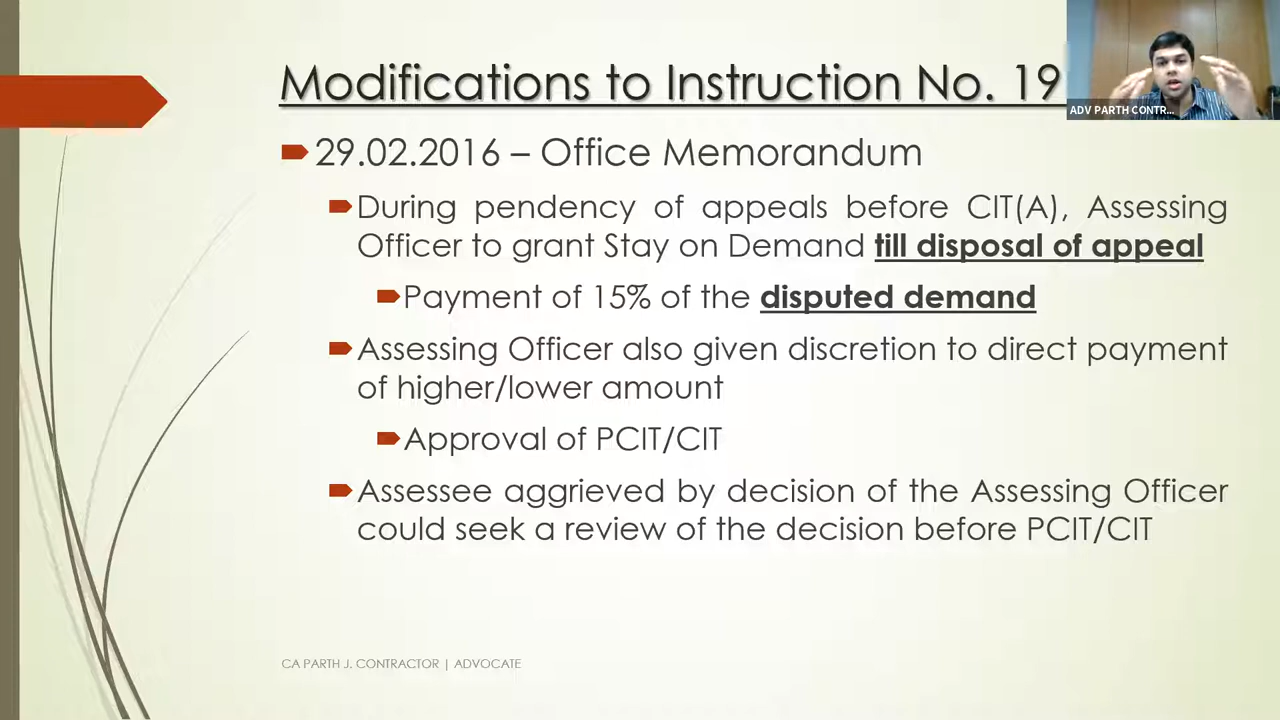 Modifications to Instruction No. 19
ADV PARTH CONTR...
29.02.2016 – Office Memorandum
During pendency of appeals before CIT(A), Assessing
Officer to grant Stay on Demand till disposal of appeal
Payment of 15% of the disputed demand
Assessing Officer also given discretion to direct payment
of higher/lower amount
Approval of PCIT/CIT
Assessee aggrieved by decision of the Assessing Officer
could seek a review of the decision before PCIT/CIT
CA PARTH J. CONTRACTOR | ADVOCATE